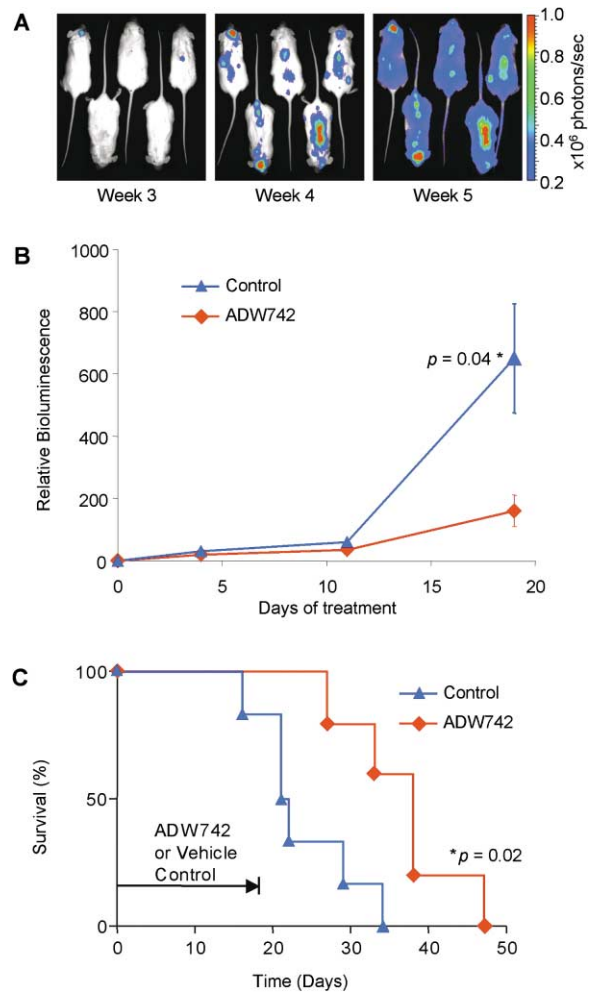 A
Week 3
Week 4
Week 5
1.0
0.8
0.6
0.4
0.2
x10⁶ photons/sec
B
1000
800
600
400
200
0
Relative Bioluminescence
Control
ADW742
p = 0.04 *
0
5
10
15
20
Days of treatment
C
100
50
0
Survival (%)
Control
ADW742
ADW742
or Vehicle
Control
*p = 0.02
0
10
20
30
40
50
Time (Days)